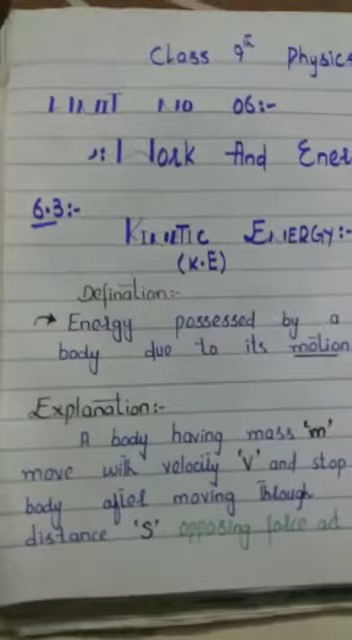 Class 9th Physics
UNIT NO 06:-
Work And Ener
6.3:-
KINETIC ENERGY:-
(K.E)
Defination:-
→ Energy possessed by a
body due to its motion
Explanation:-
A body having mass 'm'
move with velocity 'V' and stop
body after moving through
distance 'S' opposing force act